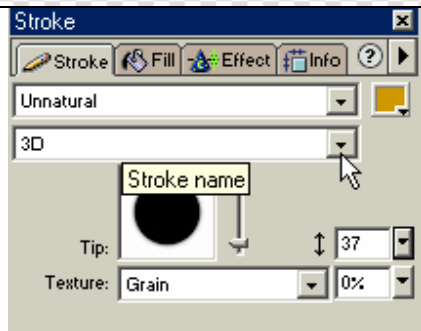 Stroke
Stroke Fill Effect Info ?
Unnatural
3D
Stroke name
Tip: 37
Texture: Grain 0%